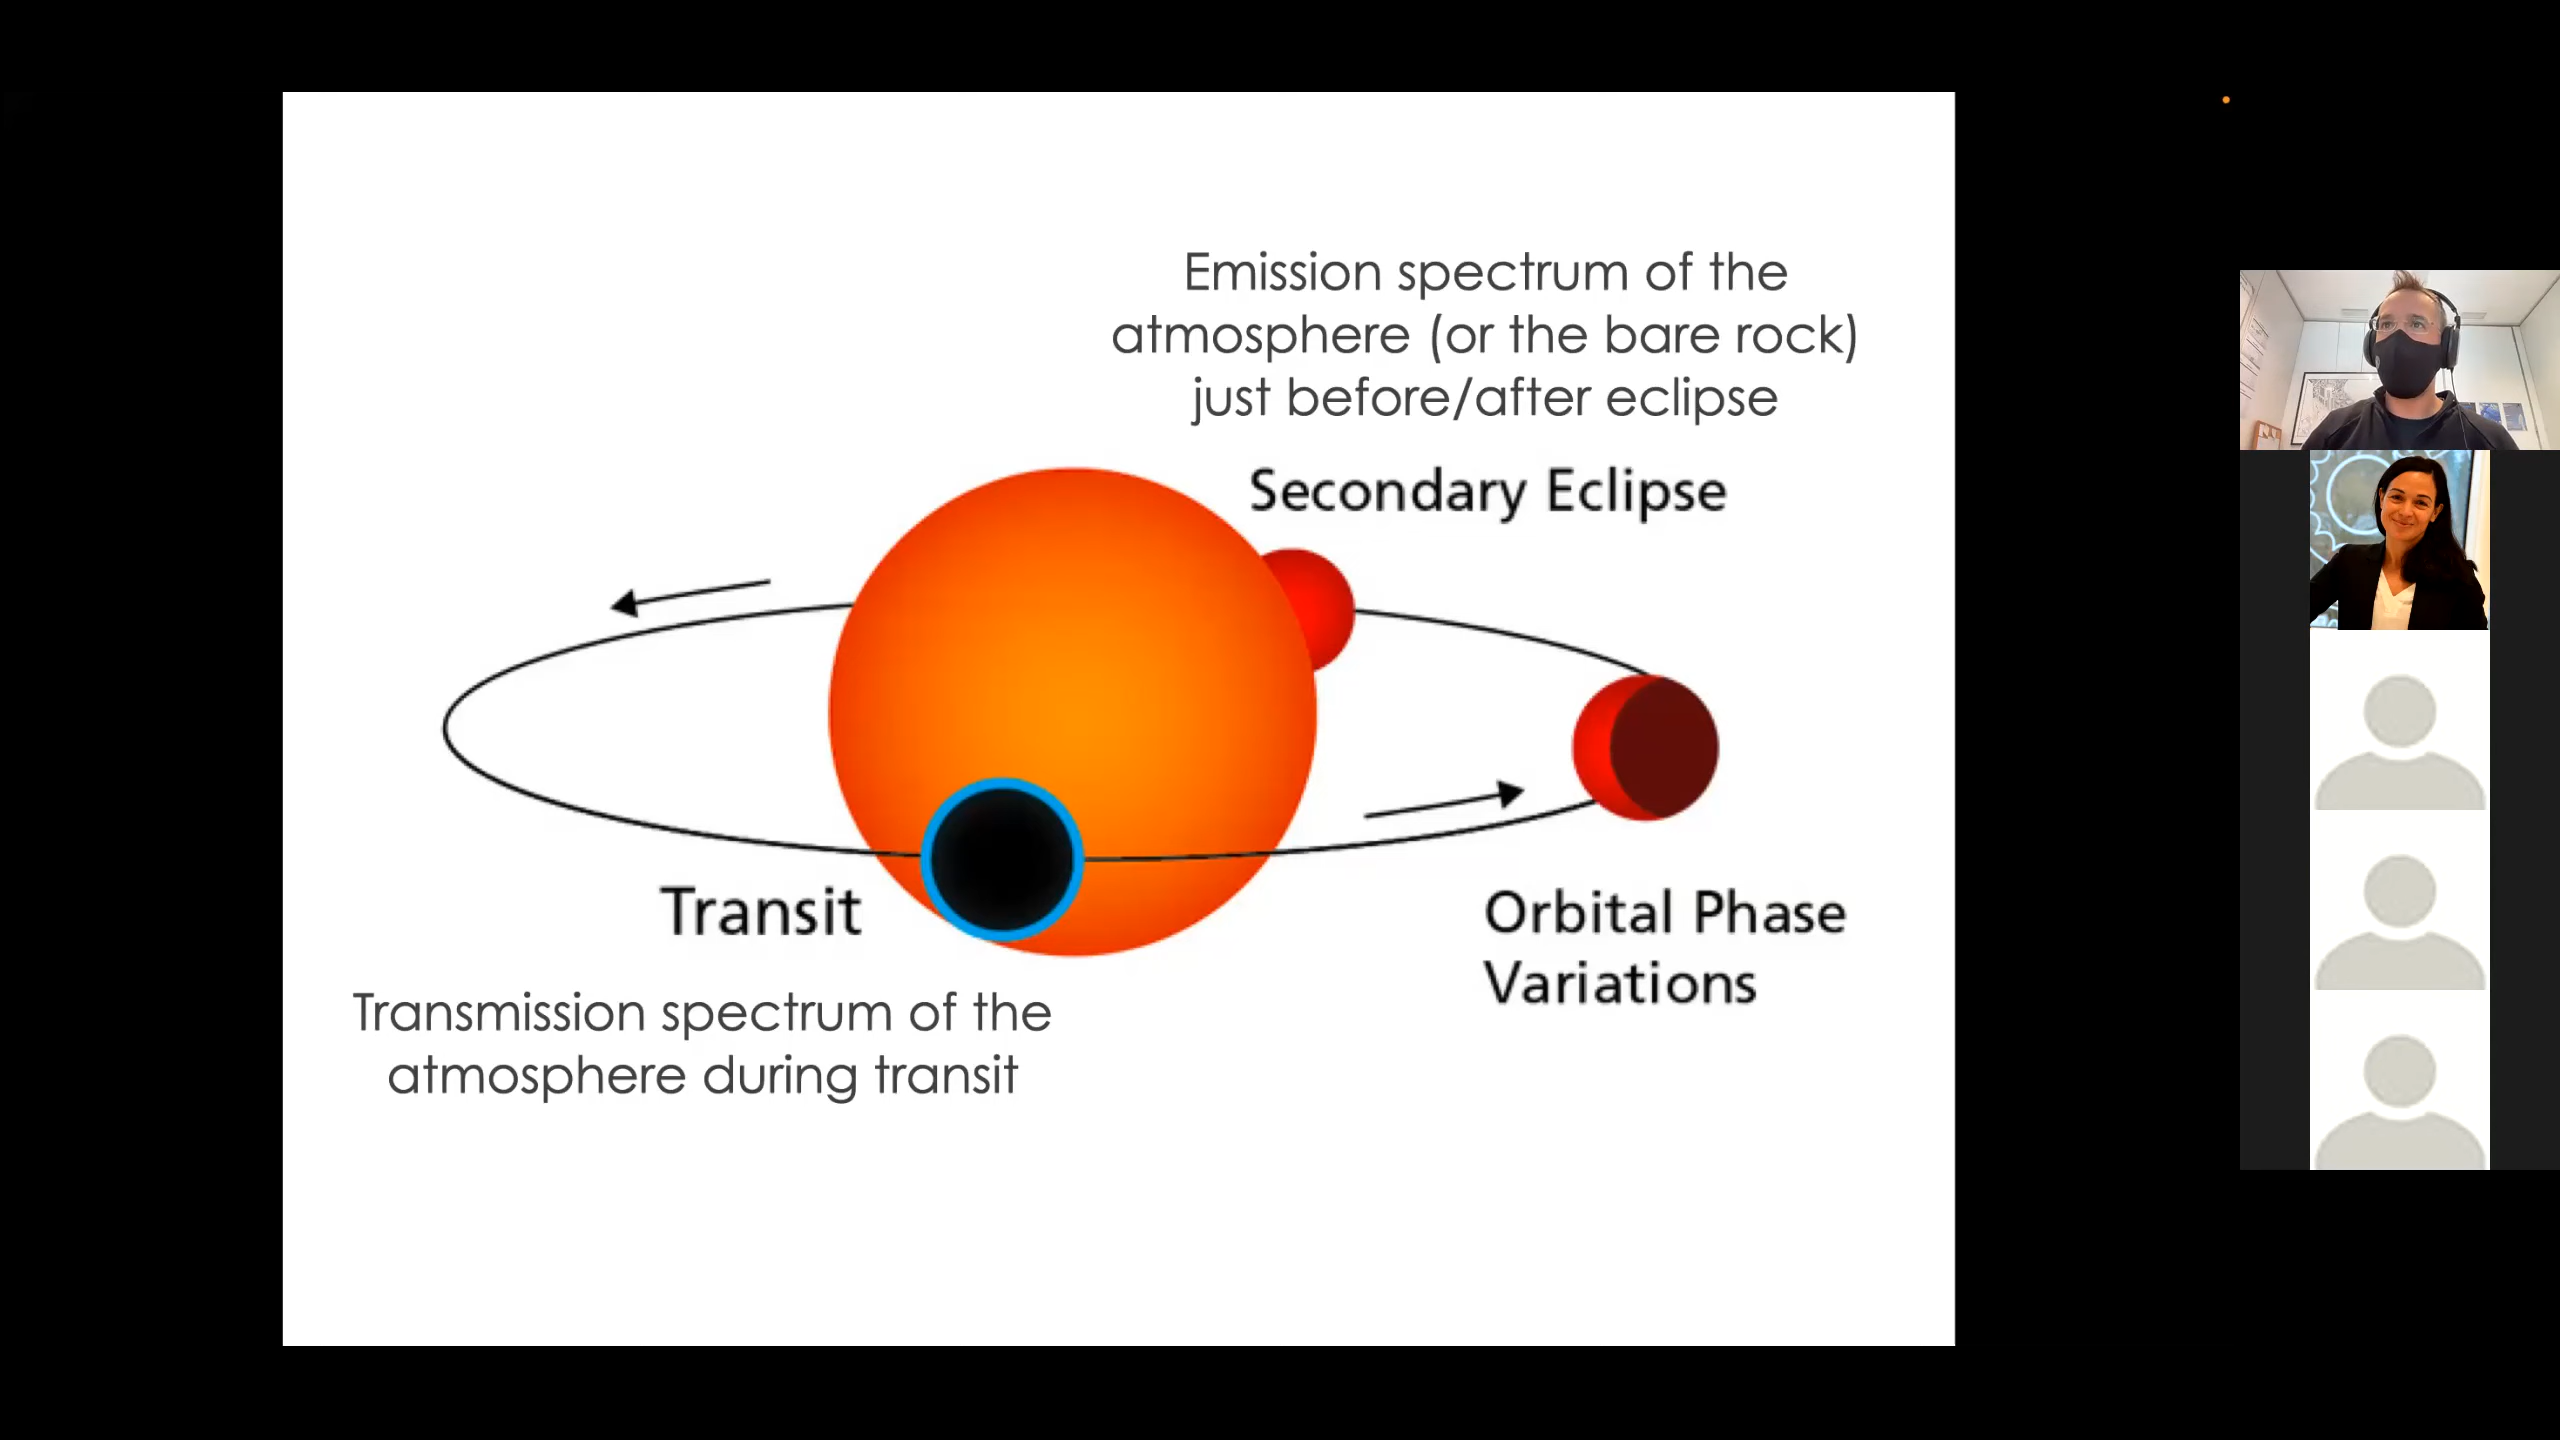 Emission spectrum of the
atmosphere (or the bare rock)
just before/after eclipse
Secondary Eclipse
Transit
Transmission spectrum of the
atmosphere during transit
Orbital Phase
Variations